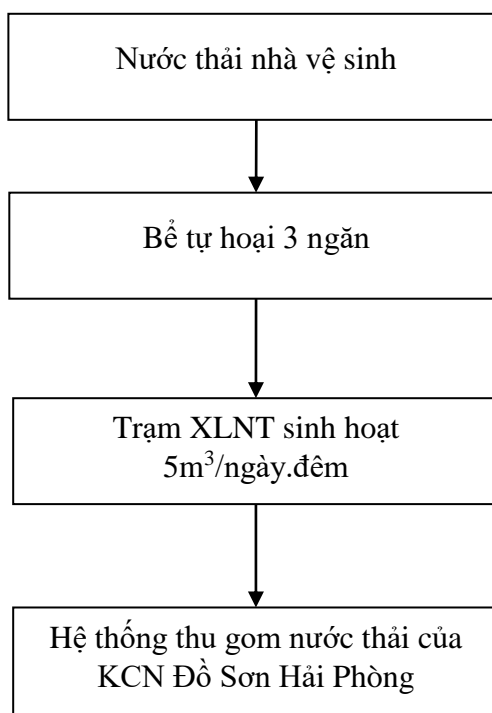 Nước thải nhà vệ sinh
Bể tự hoại 3 ngăn
Trạm XLNT sinh hoạt
5m³/ngày.đêm
Hệ thống thu gom nước thải của
KCN Đồ Sơn Hải Phòng